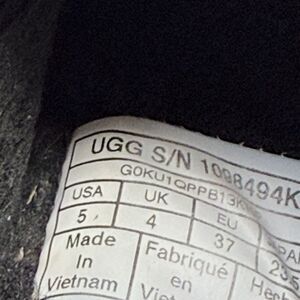 UGG S/N 1098494K
G0KU1QPPB13K
USA UK EU
5 4 37
Made Fabriqué
in en
Vietnam